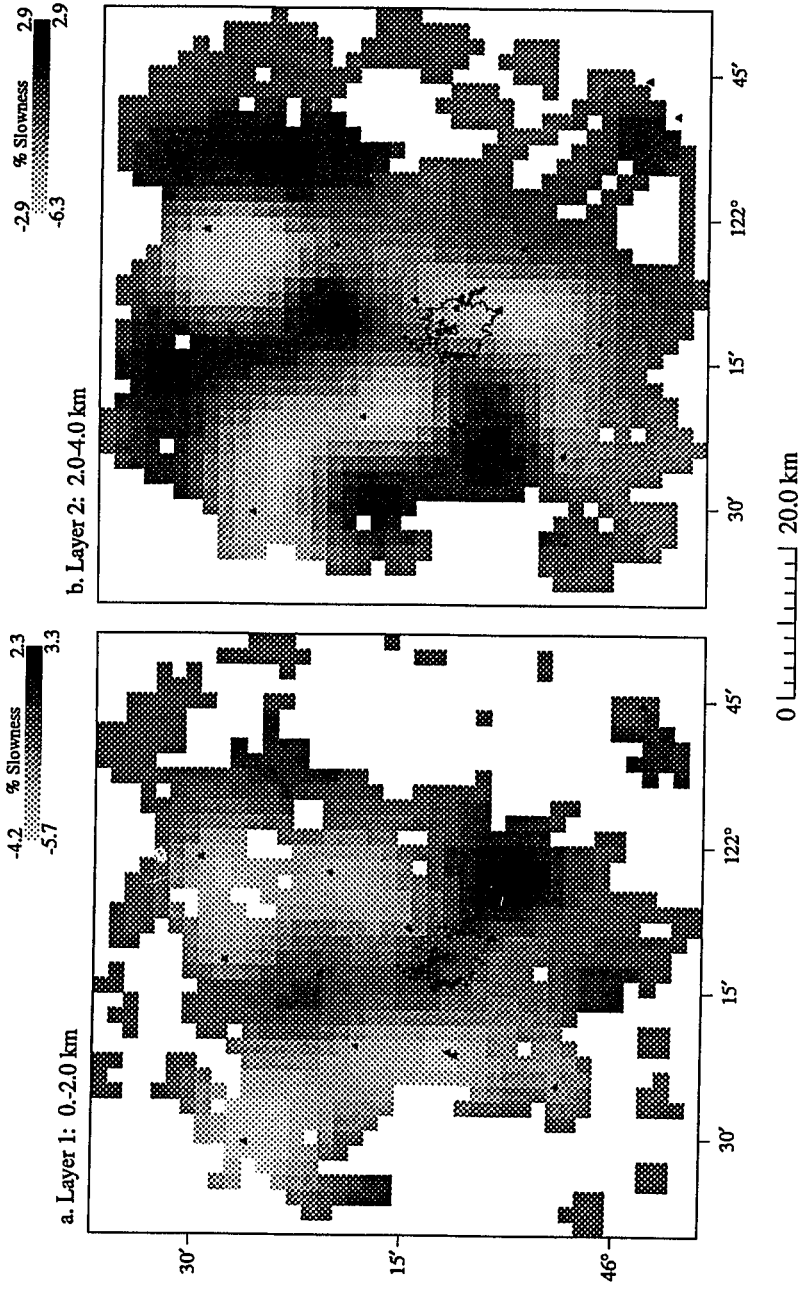 a. Layer 1: 0.-2.0 km
-4.2 % Slowness 2.3
-5.7 3.3
30′
15′
46°
30′ 15′ 122° 45′
b. Layer 2: 2.0-4.0 km
-2.9 % Slowness 2.9
-6.3 2.9
30′ 15′ 122° 45′
0 20.0 km